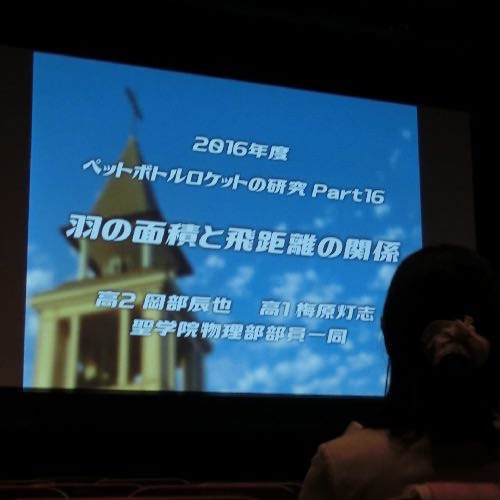 2016年度
ペットボトルロケットの研究 Part16
羽の面積と飛距離の関係
高2 岡部辰也 高1 梅原灯志
聖学院物理部部員一同